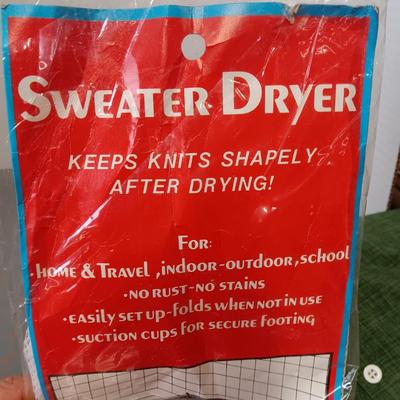 SWEATER DRYER
KEEPS KNITS SHAPELY
AFTER DRYING!
FOR:
•HOME & TRAVEL, INDOOR-OUTDOOR, SCHOOL
•NO RUST-NO STAINS
•EASILY SET UP-FOLDS WHEN NOT IN USE
•SUCTION CUPS FOR SECURE FOOTING